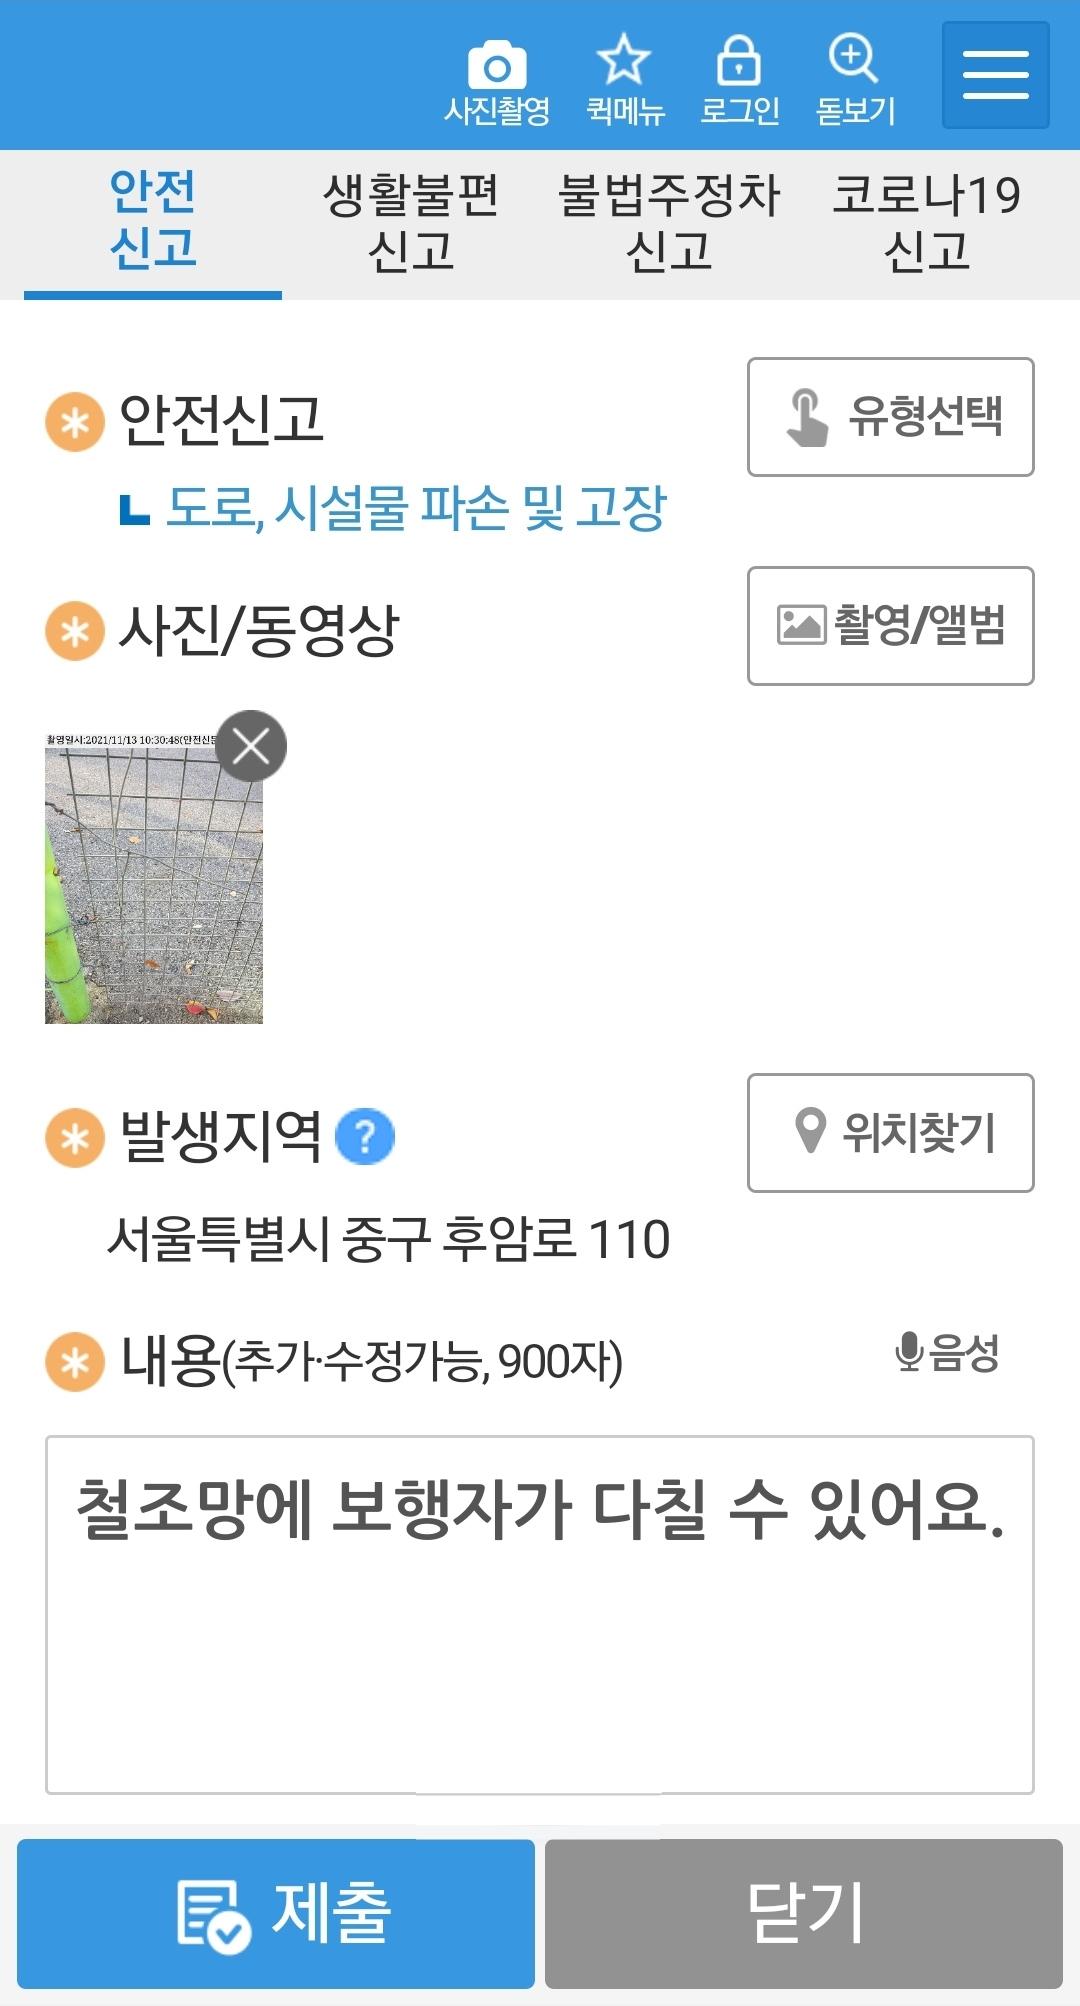 사진촬영 퀵메뉴 로그인 돋보기
안전 신고
생활불편 신고
불법주정차 신고
코로나19 신고
안전신고
유형선택
도로, 시설물 파손 및 고장
사진/동영상
촬영/앨범
촬영일시:2021/11/13 10:30:48(안전신문
발생지역 ?
위치찾기
서울특별시 중구 후암로 110
내용(추가·수정가능, 900자)
음성
철조망에 보행자가 다칠 수 있어요.
제출
닫기